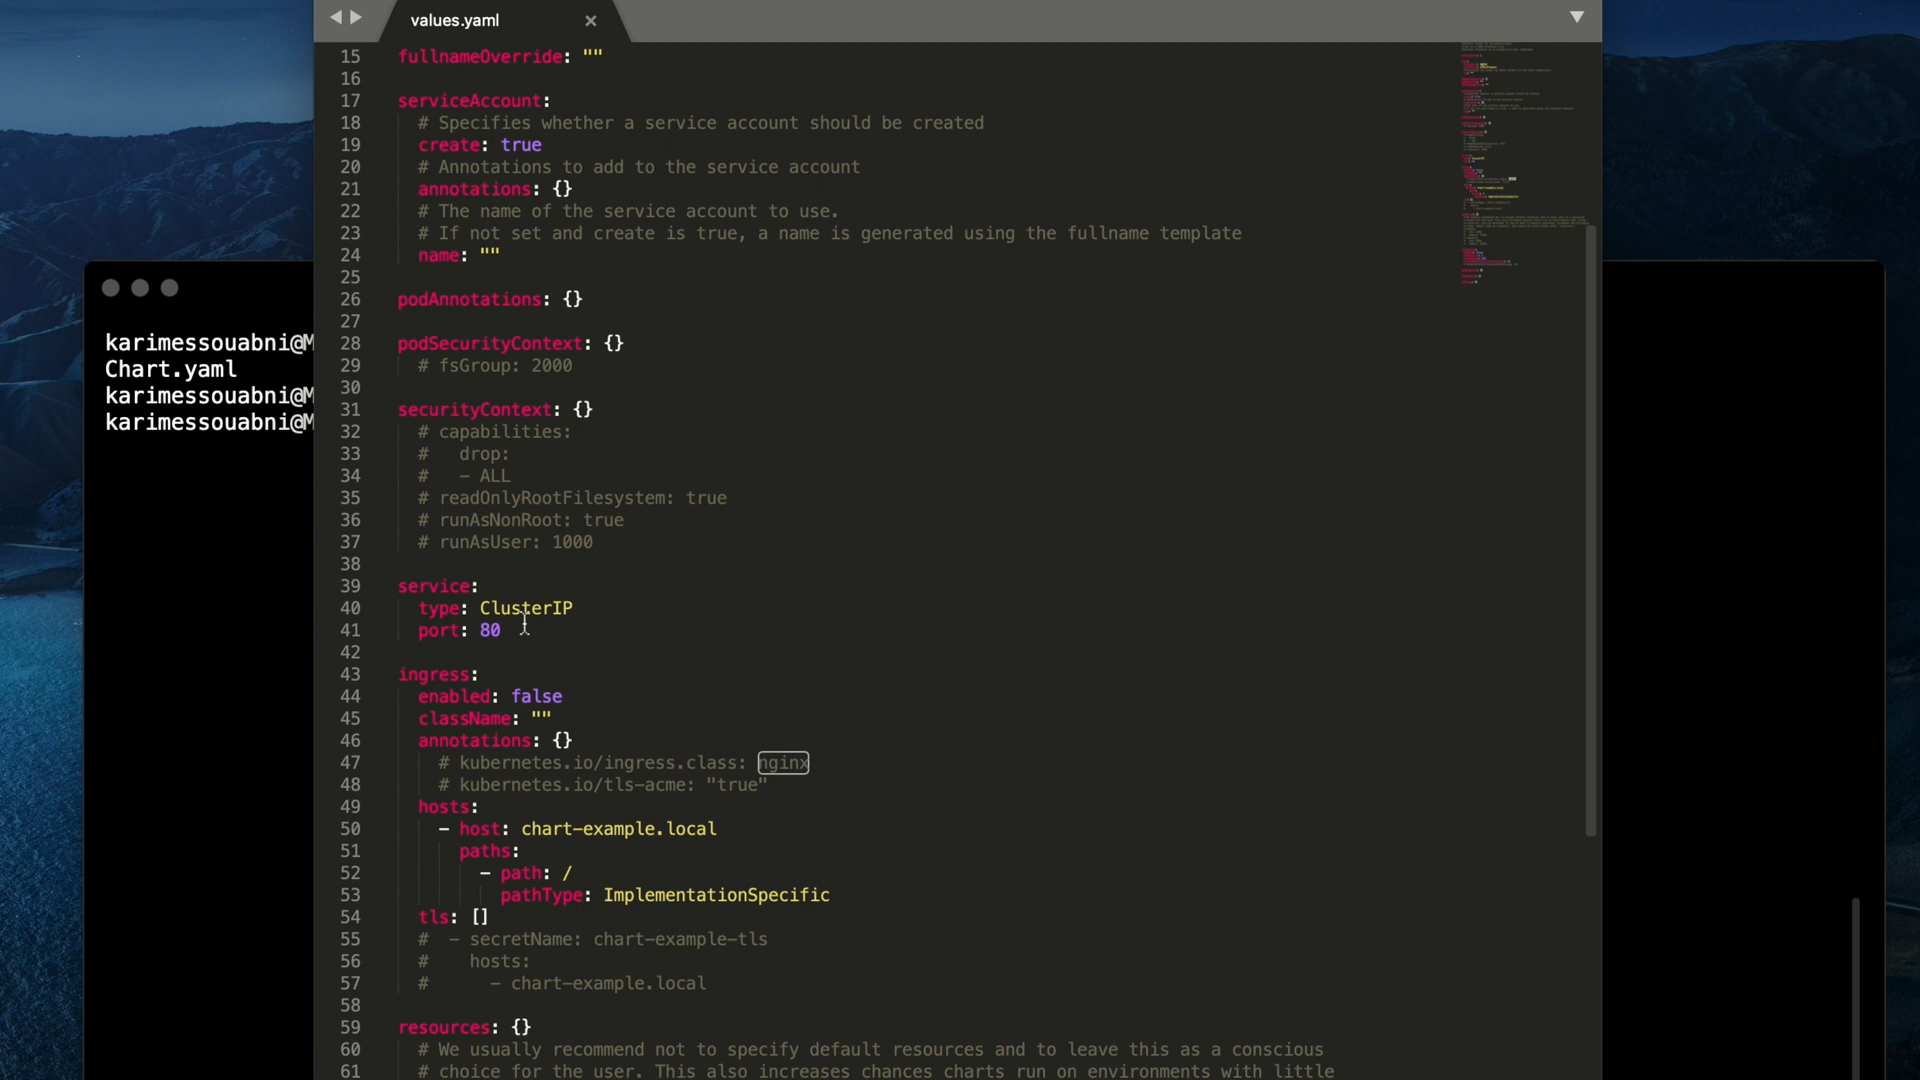 values.yaml
15 fullnameOverride: ""
16
17 serviceAccount:
18 # Specifies whether a service account should be created
19 create: true
20 # Annotations to add to the service account
21 annotations: {}
22 # The name of the service account to use.
23 # If not set and create is true, a name is generated using the fullname template
24 name: ""
25
26 podAnnotations: {}
27
28 podSecurityContext: {}
29 # fsGroup: 2000
30
31 securityContext: {}
32 # capabilities:
33 #   drop:
34 #   - ALL
35 # readOnlyRootFilesystem: true
36 # runAsNonRoot: true
37 # runAsUser: 1000
38
39 service:
40 type: ClusterIP
41 port: 80
42
43 ingress:
44 enabled: false
45 className: ""
46 annotations: {}
47 # kubernetes.io/ingress.class: nginx
48 # kubernetes.io/tls-acme: "true"
49 hosts:
50 - host: chart-example.local
51 paths:
52 - path: /
53 pathType: ImplementationSpecific
54 tls: []
55 #  - secretName: chart-example-tls
56 #    hosts:
57 #      - chart-example.local
58
59 resources: {}
60 # We usually recommend not to specify default resources and to leave this as a conscious
61 # choice for the user. This also increases chances charts run on environments with little
karimessouabni@M
Chart.yaml
karimessouabni@M
karimessouabni@M